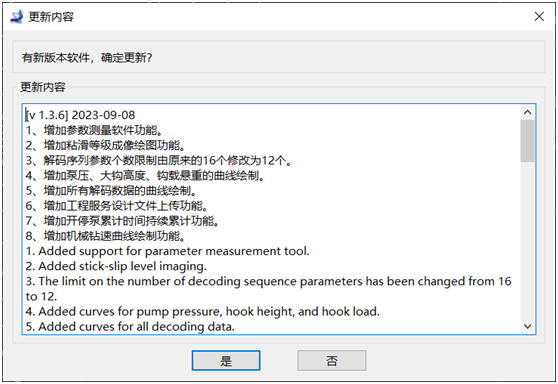 更新内容
有新版本软件，确定更新？
更新内容
[v 1.3.6] 2023-09-08
1、增加参数测量软件功能。
2、增加粘滑等级成像绘图功能。
3、解码序列参数个数限制由原来的16个修改为12个。
4、增加泵压、大钩高度、钩载悬重的曲线绘制。
5、增加所有解码数据的曲线绘制。
6、增加工程服务设计文件上传功能。
7、增加开停泵累计时间持续累计功能。
8、增加机械钻速曲线绘制功能。
1. Added support for parameter measurement tool.
2. Added stick-slip level imaging.
3. The limit on the number of decoding sequence parameters has been changed from 16
to 12.
4. Added curves for pump pressure, hook height, and hook load.
5. Added curves for all decoding data.
是
否